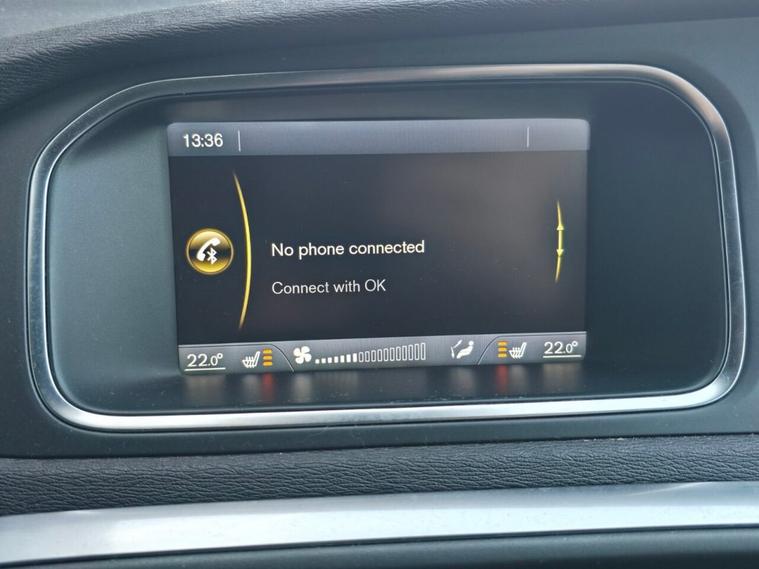 13:36
No phone connected
Connect with OK
22.0° 22.0°